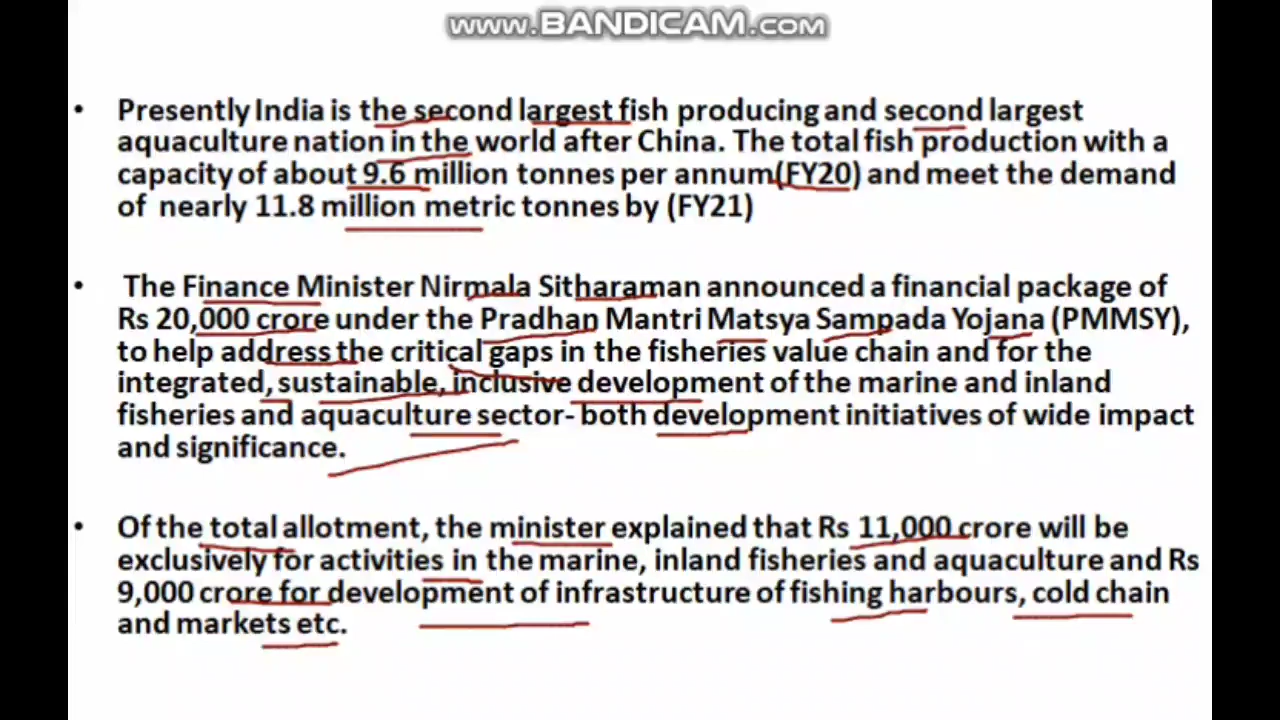 www.BANDICAM.com
• Presently India is the second largest fish producing and second largest
aquaculture nation in the world after China. The total fish production with a
capacity of about 9.6 million tonnes per annum(FY20) and meet the demand
of nearly 11.8 million metric tonnes by (FY21)
• The Finance Minister Nirmala Sitharaman announced a financial package of
Rs 20,000 crore under the Pradhan Mantri Matsya Sampada Yojana (PMMSY),
to help address the critical gaps in the fisheries value chain and for the
integrated, sustainable, inclusive development of the marine and inland
fisheries and aquaculture sector- both development initiatives of wide impact
and significance.
• Of the total allotment, the minister explained that Rs 11,000 crore will be
exclusively for activities in the marine, inland fisheries and aquaculture and Rs
9,000 crore for development of infrastructure of fishing harbours, cold chain
and markets etc.